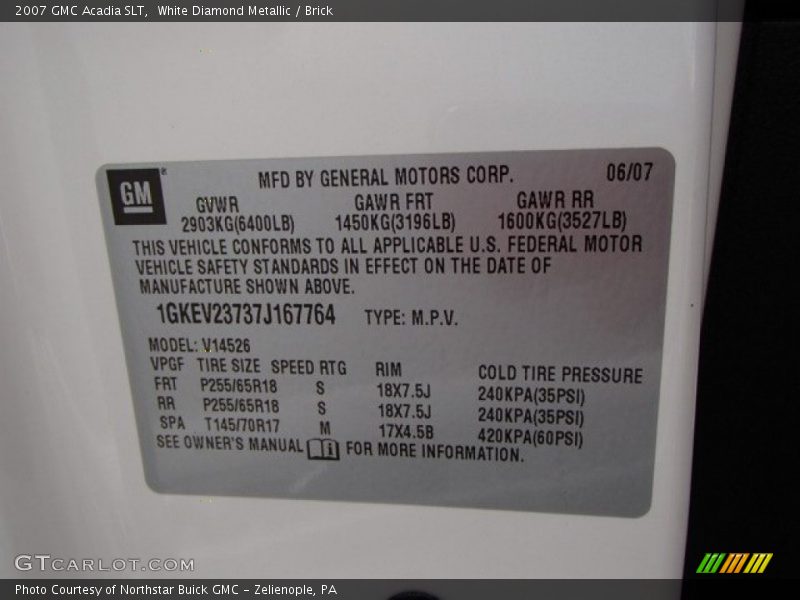 2007 GMC Acadia SLT, White Diamond Metallic / Brick
GM
MFD BY GENERAL MOTORS CORP. 06/07
GVWR GAWR FRT GAWR RR
2903KG(6400LB) 1450KG(3196LB) 1600KG(3527LB)
THIS VEHICLE CONFORMS TO ALL APPLICABLE U.S. FEDERAL MOTOR
VEHICLE SAFETY STANDARDS IN EFFECT ON THE DATE OF
MANUFACTURE SHOWN ABOVE.
1GKEV23737J167764 TYPE: M.P.V.
MODEL: V14526
VPGF TIRE SIZE SPEED RTG RIM COLD TIRE PRESSURE
FRT P255/65R18 S 18X7.5J 240KPA(35PSI)
RR P255/65R18 S 18X7.5J 240KPA(35PSI)
SPA T145/70R17 M 17X4.5B 420KPA(60PSI)
SEE OWNER'S MANUAL FOR MORE INFORMATION.
GTCARLOT.COM
Photo Courtesy of Northstar Buick GMC - Zelienople, PA